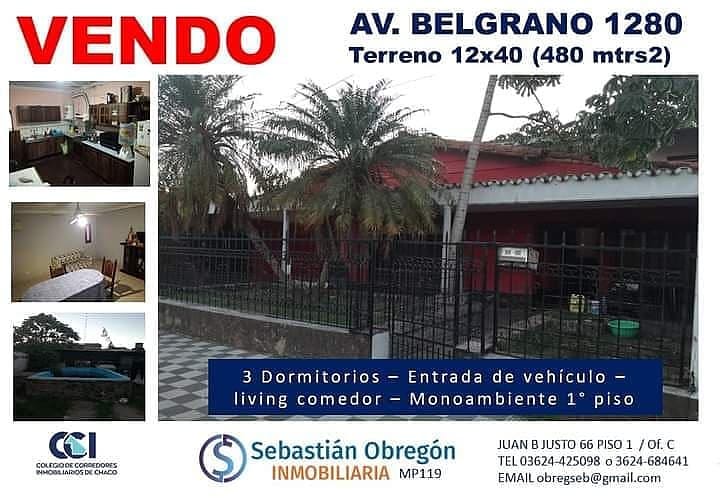 VENDO
AV. BELGRANO 1280
Terreno 12x40 (480 mtrs2)
3 Dormitorios – Entrada de vehículo –
living comedor – Monoambiente 1° piso
CCI
COLEGIO DE CORREDORES
INMOBILIARIOS DE CHACO
Sebastián Obregón
INMOBILIARIA MP119
JUAN B JUSTO 66 PISO 1 / Of. C
TEL 03624-425098 o 3624-684641
EMAIL obregseb@gmail.com